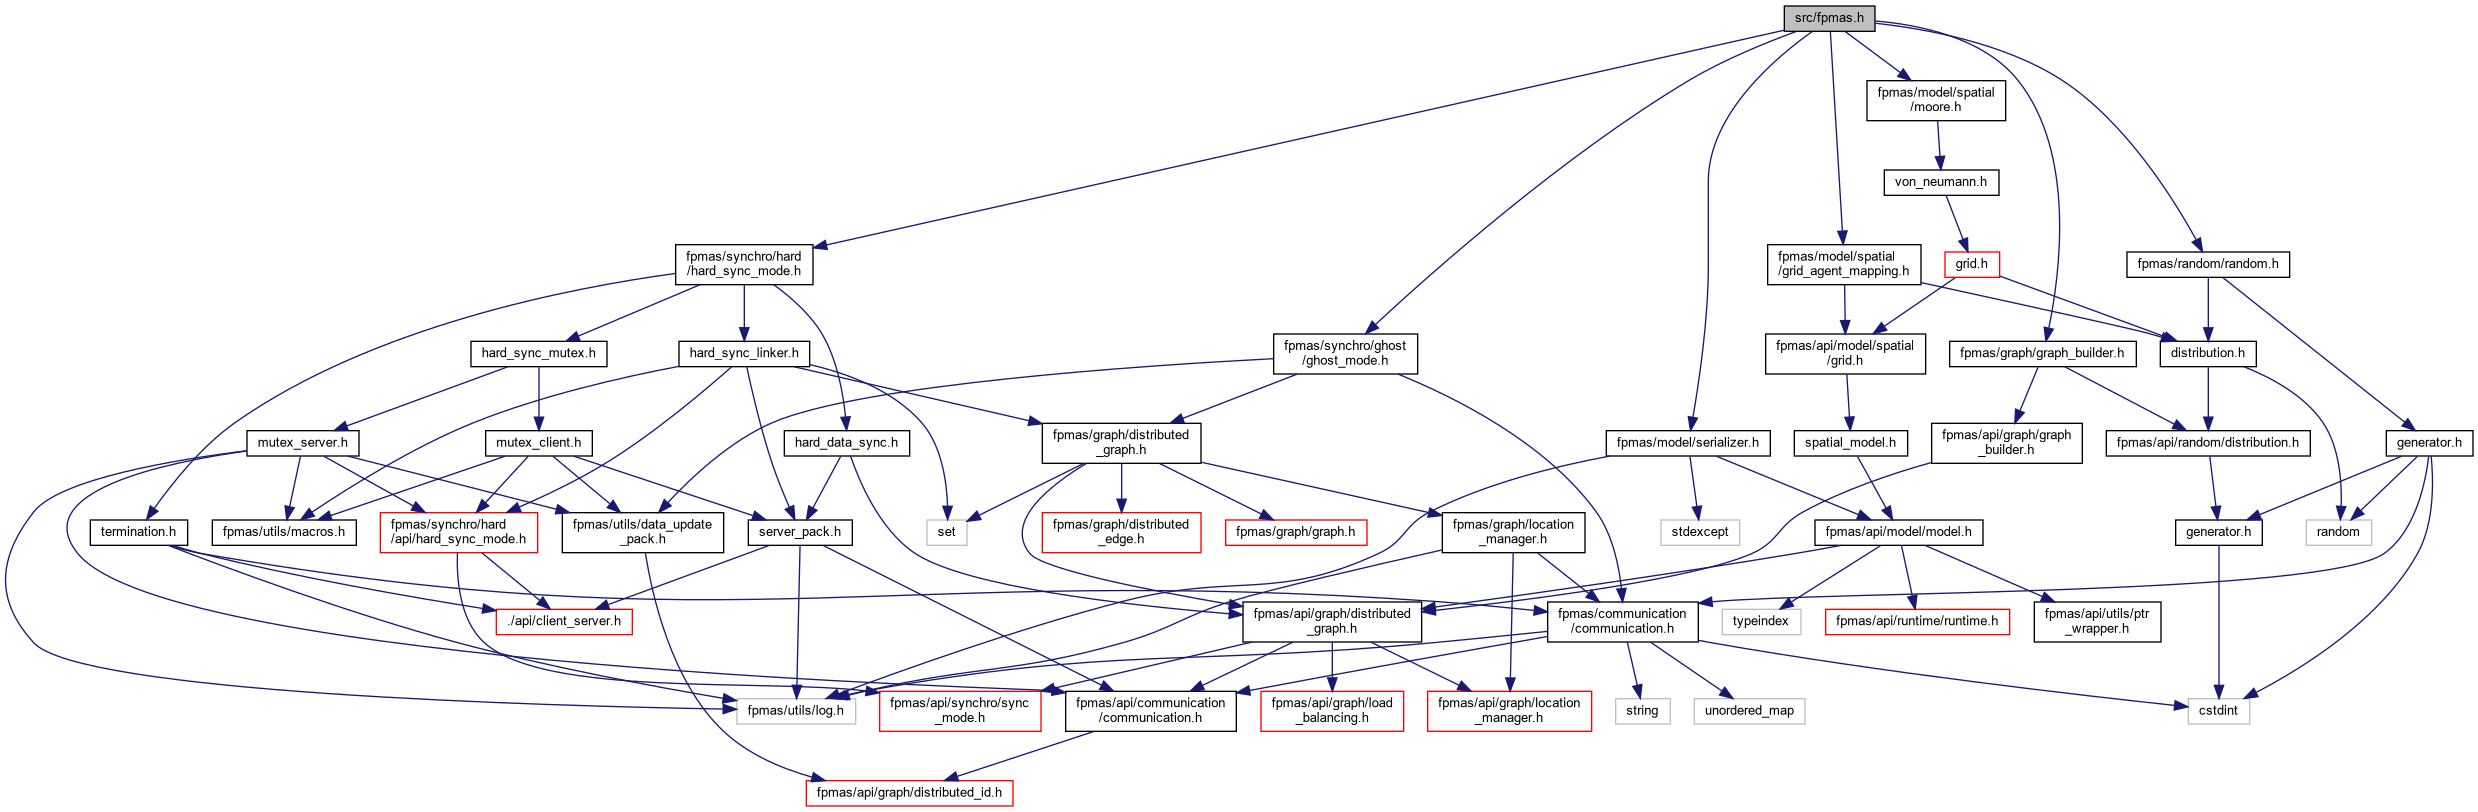 src/fpmas.h
fpmas/model/spatial
/moore.h
von_neumann.h
fpmas/synchro/hard
/hard_sync_mode.h
fpmas/model/spatial
/grid_agent_mapping.h
grid.h
fpmas/random/random.h
hard_sync_mutex.h
hard_sync_linker.h
fpmas/synchro/ghost
/ghost_mode.h
fpmas/api/model/spatial
/grid.h
fpmas/graph/graph_builder.h
distribution.h
mutex_server.h
mutex_client.h
hard_data_sync.h
fpmas/graph/distributed
_graph.h
fpmas/model/serializer.h
spatial_model.h
fpmas/api/graph/graph
_builder.h
fpmas/api/random/distribution.h
generator.h
termination.h
fpmas/utils/macros.h
fpmas/synchro/hard
/api/hard_sync_mode.h
fpmas/utils/data_update
_pack.h
server_pack.h
set
fpmas/graph/distributed
_edge.h
fpmas/graph/graph.h
fpmas/graph/location
_manager.h
stdexcept
fpmas/api/model/model.h
generator.h
random
./api/client_server.h
fpmas/api/graph/distributed
_graph.h
fpmas/communication
/communication.h
typeindex
fpmas/api/runtime/runtime.h
fpmas/api/utils/ptr
_wrapper.h
fpmas/utils/log.h
fpmas/api/synchro/sync
_mode.h
fpmas/api/communication
/communication.h
fpmas/api/graph/load
_balancing.h
fpmas/api/graph/location
_manager.h
string
unordered_map
cstdint
fpmas/api/graph/distributed_id.h